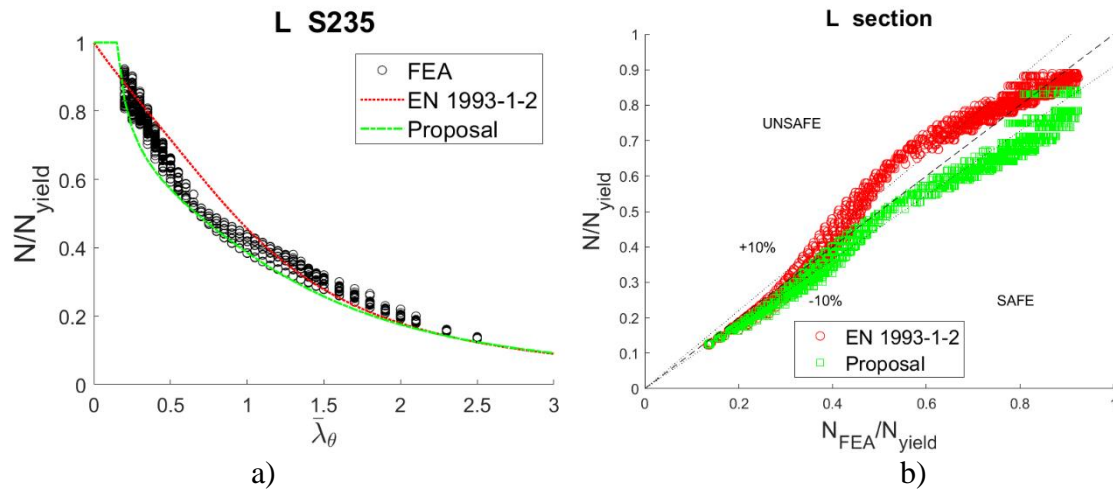 L S235
FEA
EN 1993-1-2
Proposal
N/N_yield
1
0.8
0.6
0.4
0.2
0
0 0.5 1 1.5 2 2.5 3
λ̄_θ
a)
L section
UNSAFE
+10%
-10%
SAFE
EN 1993-1-2
Proposal
N/N_yield
1
0.9
0.8
0.7
0.6
0.5
0.4
0.3
0.2
0.1
0
0 0.2 0.4 0.6 0.8 1
N_FEA/N_yield
b)